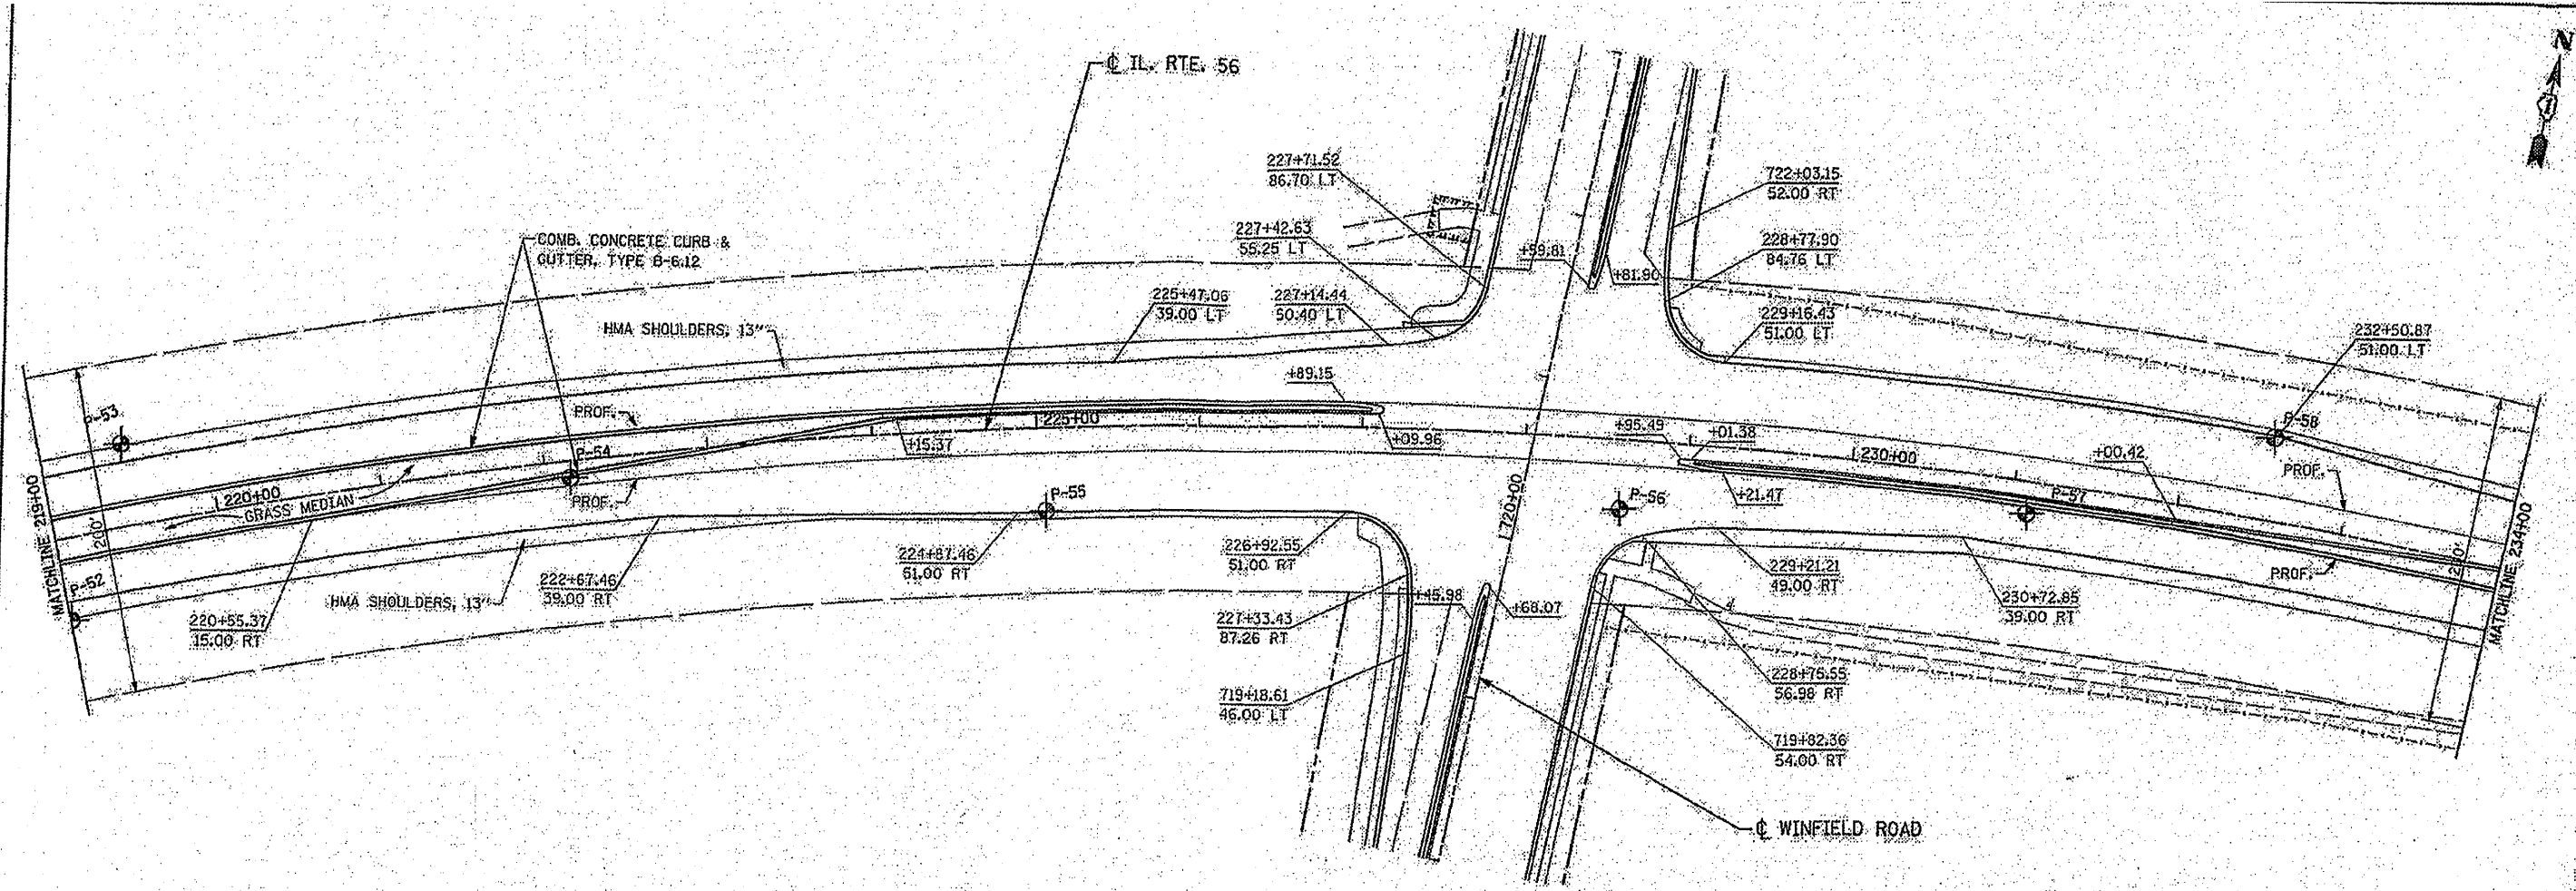 N
℄ IL. RTE. 56
227+71.52
86.70 LT
722+03.15
52.00 RT
227+42.63
55.25 LT
COMB. CONCRETE CURB &
GUTTER, TYPE B-6.12
+59.81
+81.90
228+77.90
84.76 LT
225+47.06
39.00 LT
227+14.44
50.40 LT
HMA SHOULDERS, 13"
229+16.43
51.00 LT
232+50.87
51.00 LT
+89.15
P-53
PROF.
225+00
+15.37
+09.96
+95.49
+01.38
230+00
+00.42
P-58
PROF.
P-54
220+00
GRASS MEDIAN
PROF.
P-55
720+00
P-56
+21.47
P-57
MATCHLINE 219+00
200'
P-52
HMA SHOULDERS, 13"
220+55.37
15.00 RT
222+67.46
39.00 RT
224+87.46
51.00 RT
226+92.55
51.00 RT
229+21.21
49.00 RT
PROF.
200'
MATCHLINE 234+00
230+72.85
39.00 RT
227+33.43
87.26 RT
+45.98
+68.07
719+18.61
46.00 LT
228+75.55
56.98 RT
719+82.36
54.00 RT
℄ WINFIELD ROAD